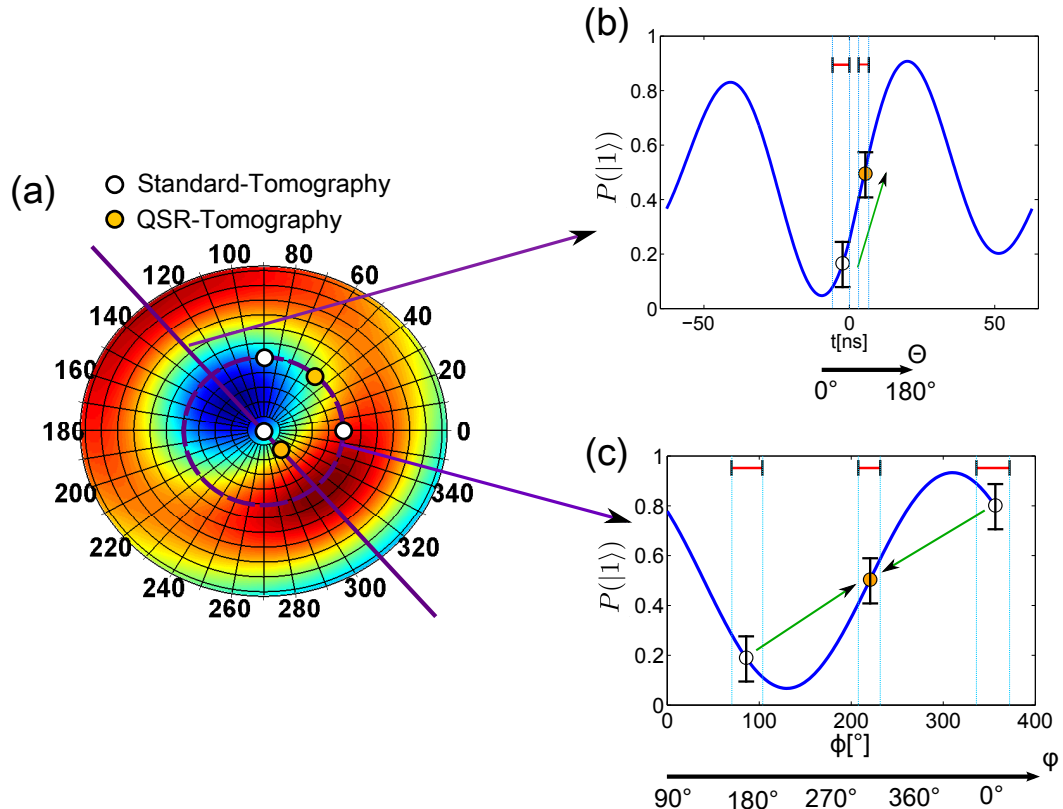 (a)
Standard-Tomography
QSR-Tomography
100 80
120 60
140 40
160 20
180 0
200 340
220 320
240 300
260 280
(b)
1
0.8
0.6
0.4
0.2
0
P(|1⟩)
−50 0 50
t[ns]
Θ
0° 180°
(c)
1
0.8
0.6
0.4
0.2
0
P(|1⟩)
0 100 200 300 400
ϕ[°]
φ
90° 180° 270° 360° 0°